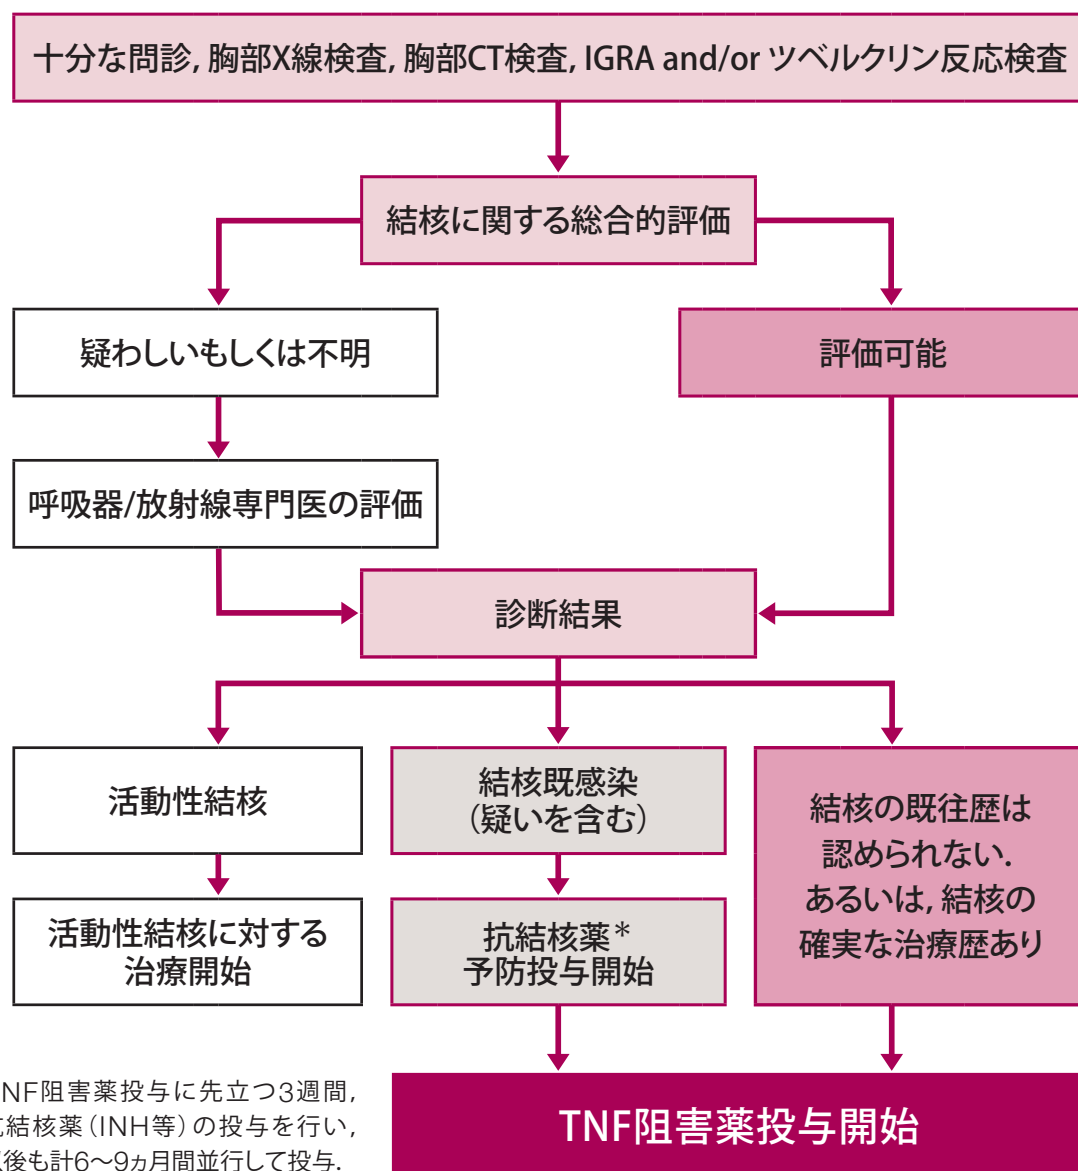 十分な問診, 胸部X線検査, 胸部CT検査, IGRA and/or ツベルクリン反応検査
結核に関する総合的評価
疑わしいもしくは不明
評価可能
呼吸器/放射線専門医の評価
診断結果
活動性結核
結核既感染
（疑いを含む）
結核の既往歴は
認められない.
あるいは, 結核の
確実な治療歴あり
活動性結核に対する
治療開始
抗結核薬＊
予防投与開始
NF阻害薬投与に先立つ3週間,
結核薬（INH等）の投与を行い,
後も計6〜9ヵ月間並行して投与.
TNF阻害薬投与開始